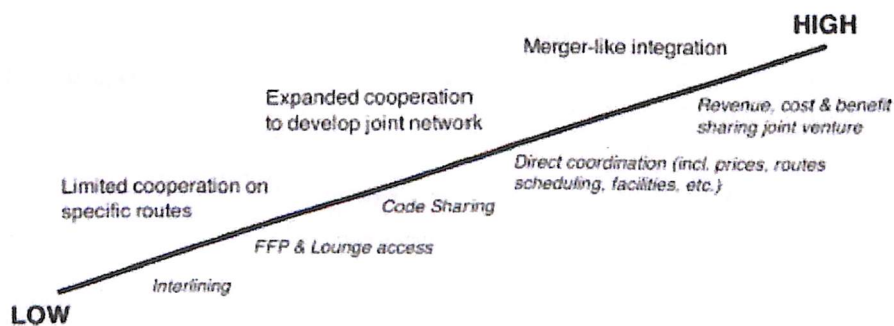 HIGH
Merger-like integration
Expanded cooperation
to develop joint network
Revenue, cost & benefit
sharing joint venture
Direct coordination (incl. prices, routes
scheduling, facilities, etc.)
Limited cooperation on
specific routes
Code Sharing
FFP & Lounge access
Interlining
LOW